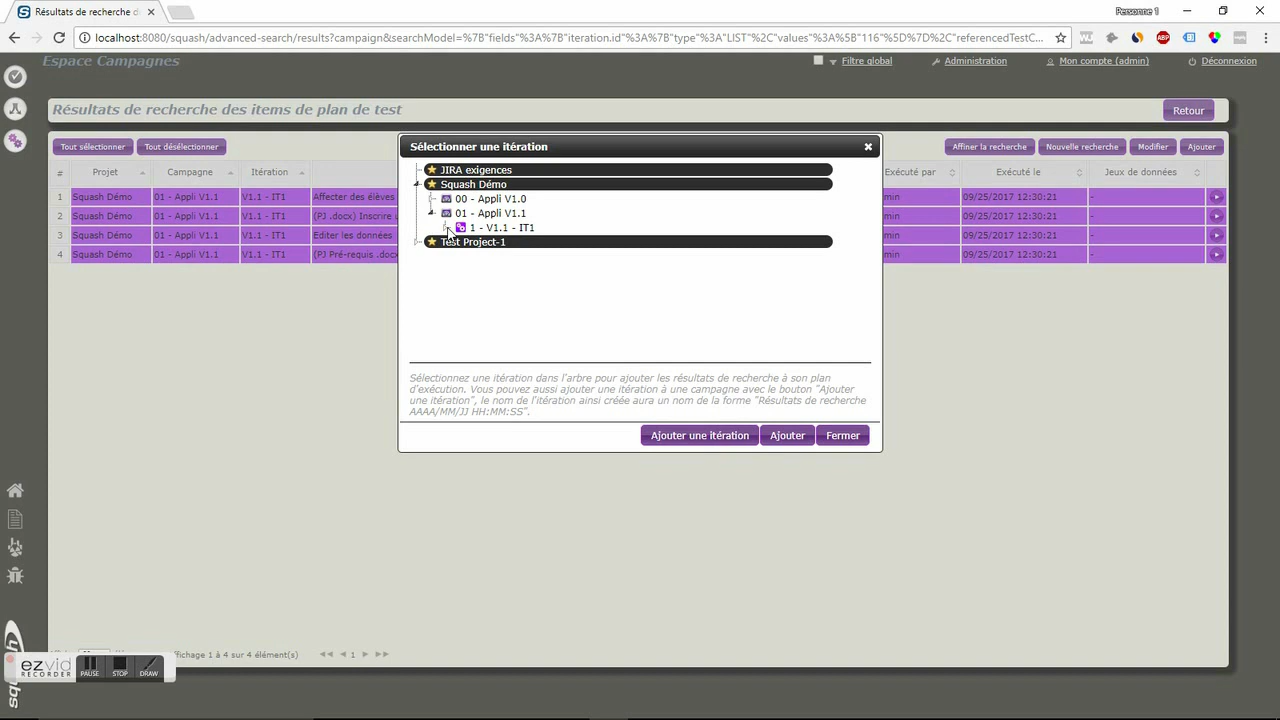 Résultats de recherche d
Personne 1
localhost:8080/squash/advanced-search/results?campaign&searchModel=%7B"fields"%3A%7B"iteration.id"%3A%7B"type"%3A"LIST"%2C"values"%3A%5B"116"%5D%7D%2C"referencedTestC...
Espace Campagnes
Filtre global
Administration
Mon compte (admin)
Déconnexion
Résultats de recherche des items de plan de test
Retour
Tout sélectionner
Tout désélectionner
Affiner la recherche
Nouvelle recherche
Modifier
Ajouter
# Projet Campagne Itération Exécuté par Exécuté le Jeux de données
1 Squash Démo 01 - Appli V1.1 V1.1 - IT1 Affecter des élèves min 09/25/2017 12:30:21 -
2 Squash Démo 01 - Appli V1.1 V1.1 - IT1 (PJ .docx) Inscrire min 09/25/2017 12:30:21 -
3 Squash Démo 01 - Appli V1.1 V1.1 - IT1 Editer les données min 09/25/2017 12:30:21 -
4 Squash Démo 01 - Appli V1.1 V1.1 - IT1 (PJ Pré-requis .docx min 09/25/2017 12:30:21 -
Sélectionner une itération
JIRA exigences
Squash Démo
00 - Appli V1.0
01 - Appli V1.1
1 - V1.1 - IT1
Test Project-1
Sélectionnez une itération dans l'arbre pour ajouter les résultats de recherche à son plan
d'exécution. Vous pouvez aussi ajouter une itération à une campagne avec le bouton "Ajouter
une itération", le nom de l'itération ainsi créée aura un nom de la forme "Résultats de recherche
AAAA/MM/JJ HH:MM:SS".
Ajouter une itération
Ajouter
Fermer
ffichage 1 à 4 sur 4 élément(s)
1
ezvid
RECORDER
PAUSE
STOP
DRAW
squ